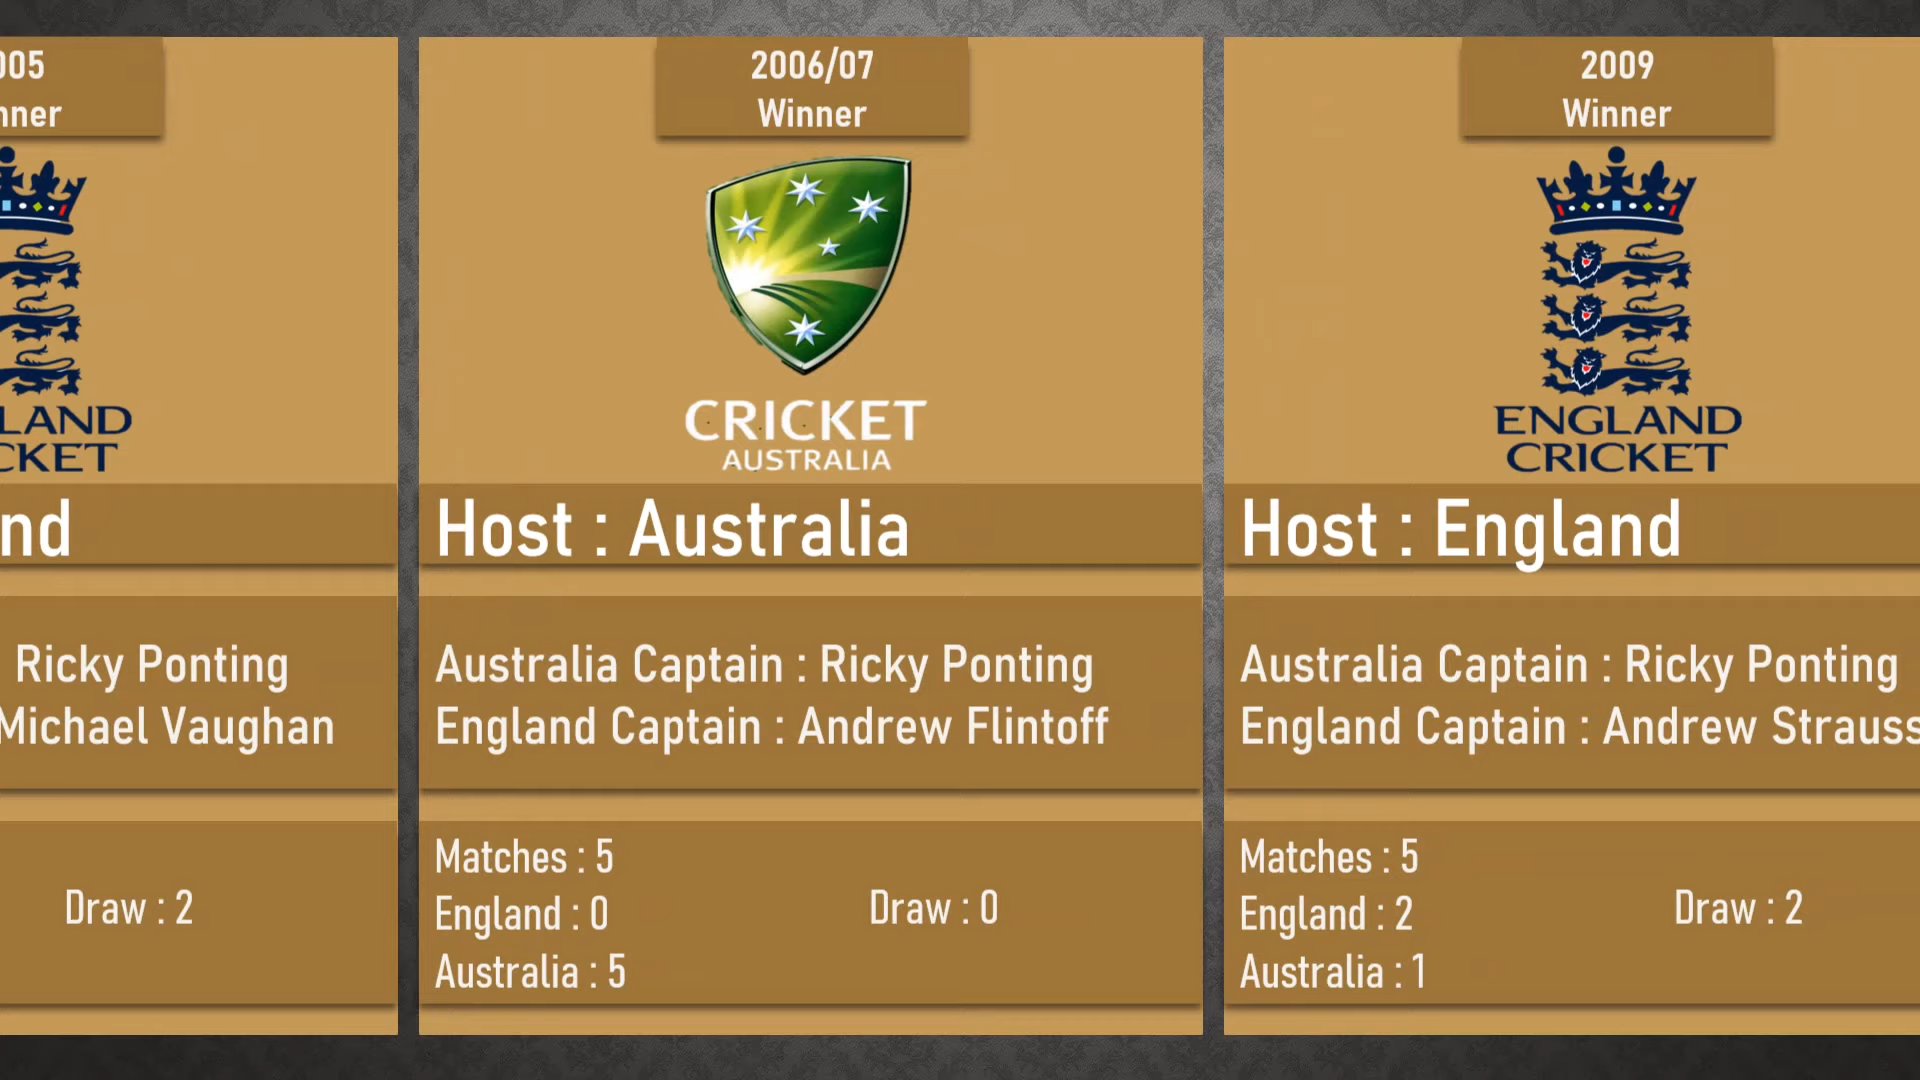 005
nner
LAND
CKET
nd
Ricky Ponting
Michael Vaughan
Draw : 2
2006/07
Winner
CRICKET
AUSTRALIA
Host : Australia
Australia Captain : Ricky Ponting
England Captain : Andrew Flintoff
Matches : 5
England : 0
Australia : 5
Draw : 0
2009
Winner
ENGLAND
CRICKET
Host : England
Australia Captain : Ricky Ponting
England Captain : Andrew Strauss
Matches : 5
England : 2
Australia : 1
Draw : 2